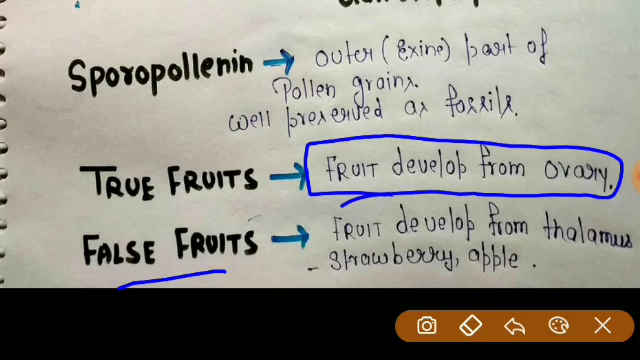 Sporopollenin → outer (Exine) part of
Pollen grains.
well preserved as fossils.
TRUE FRUITS → FRUIT develop from ovary.
FALSE FRUITS → FRUIT develop from thalamus
- strawberry, apple.